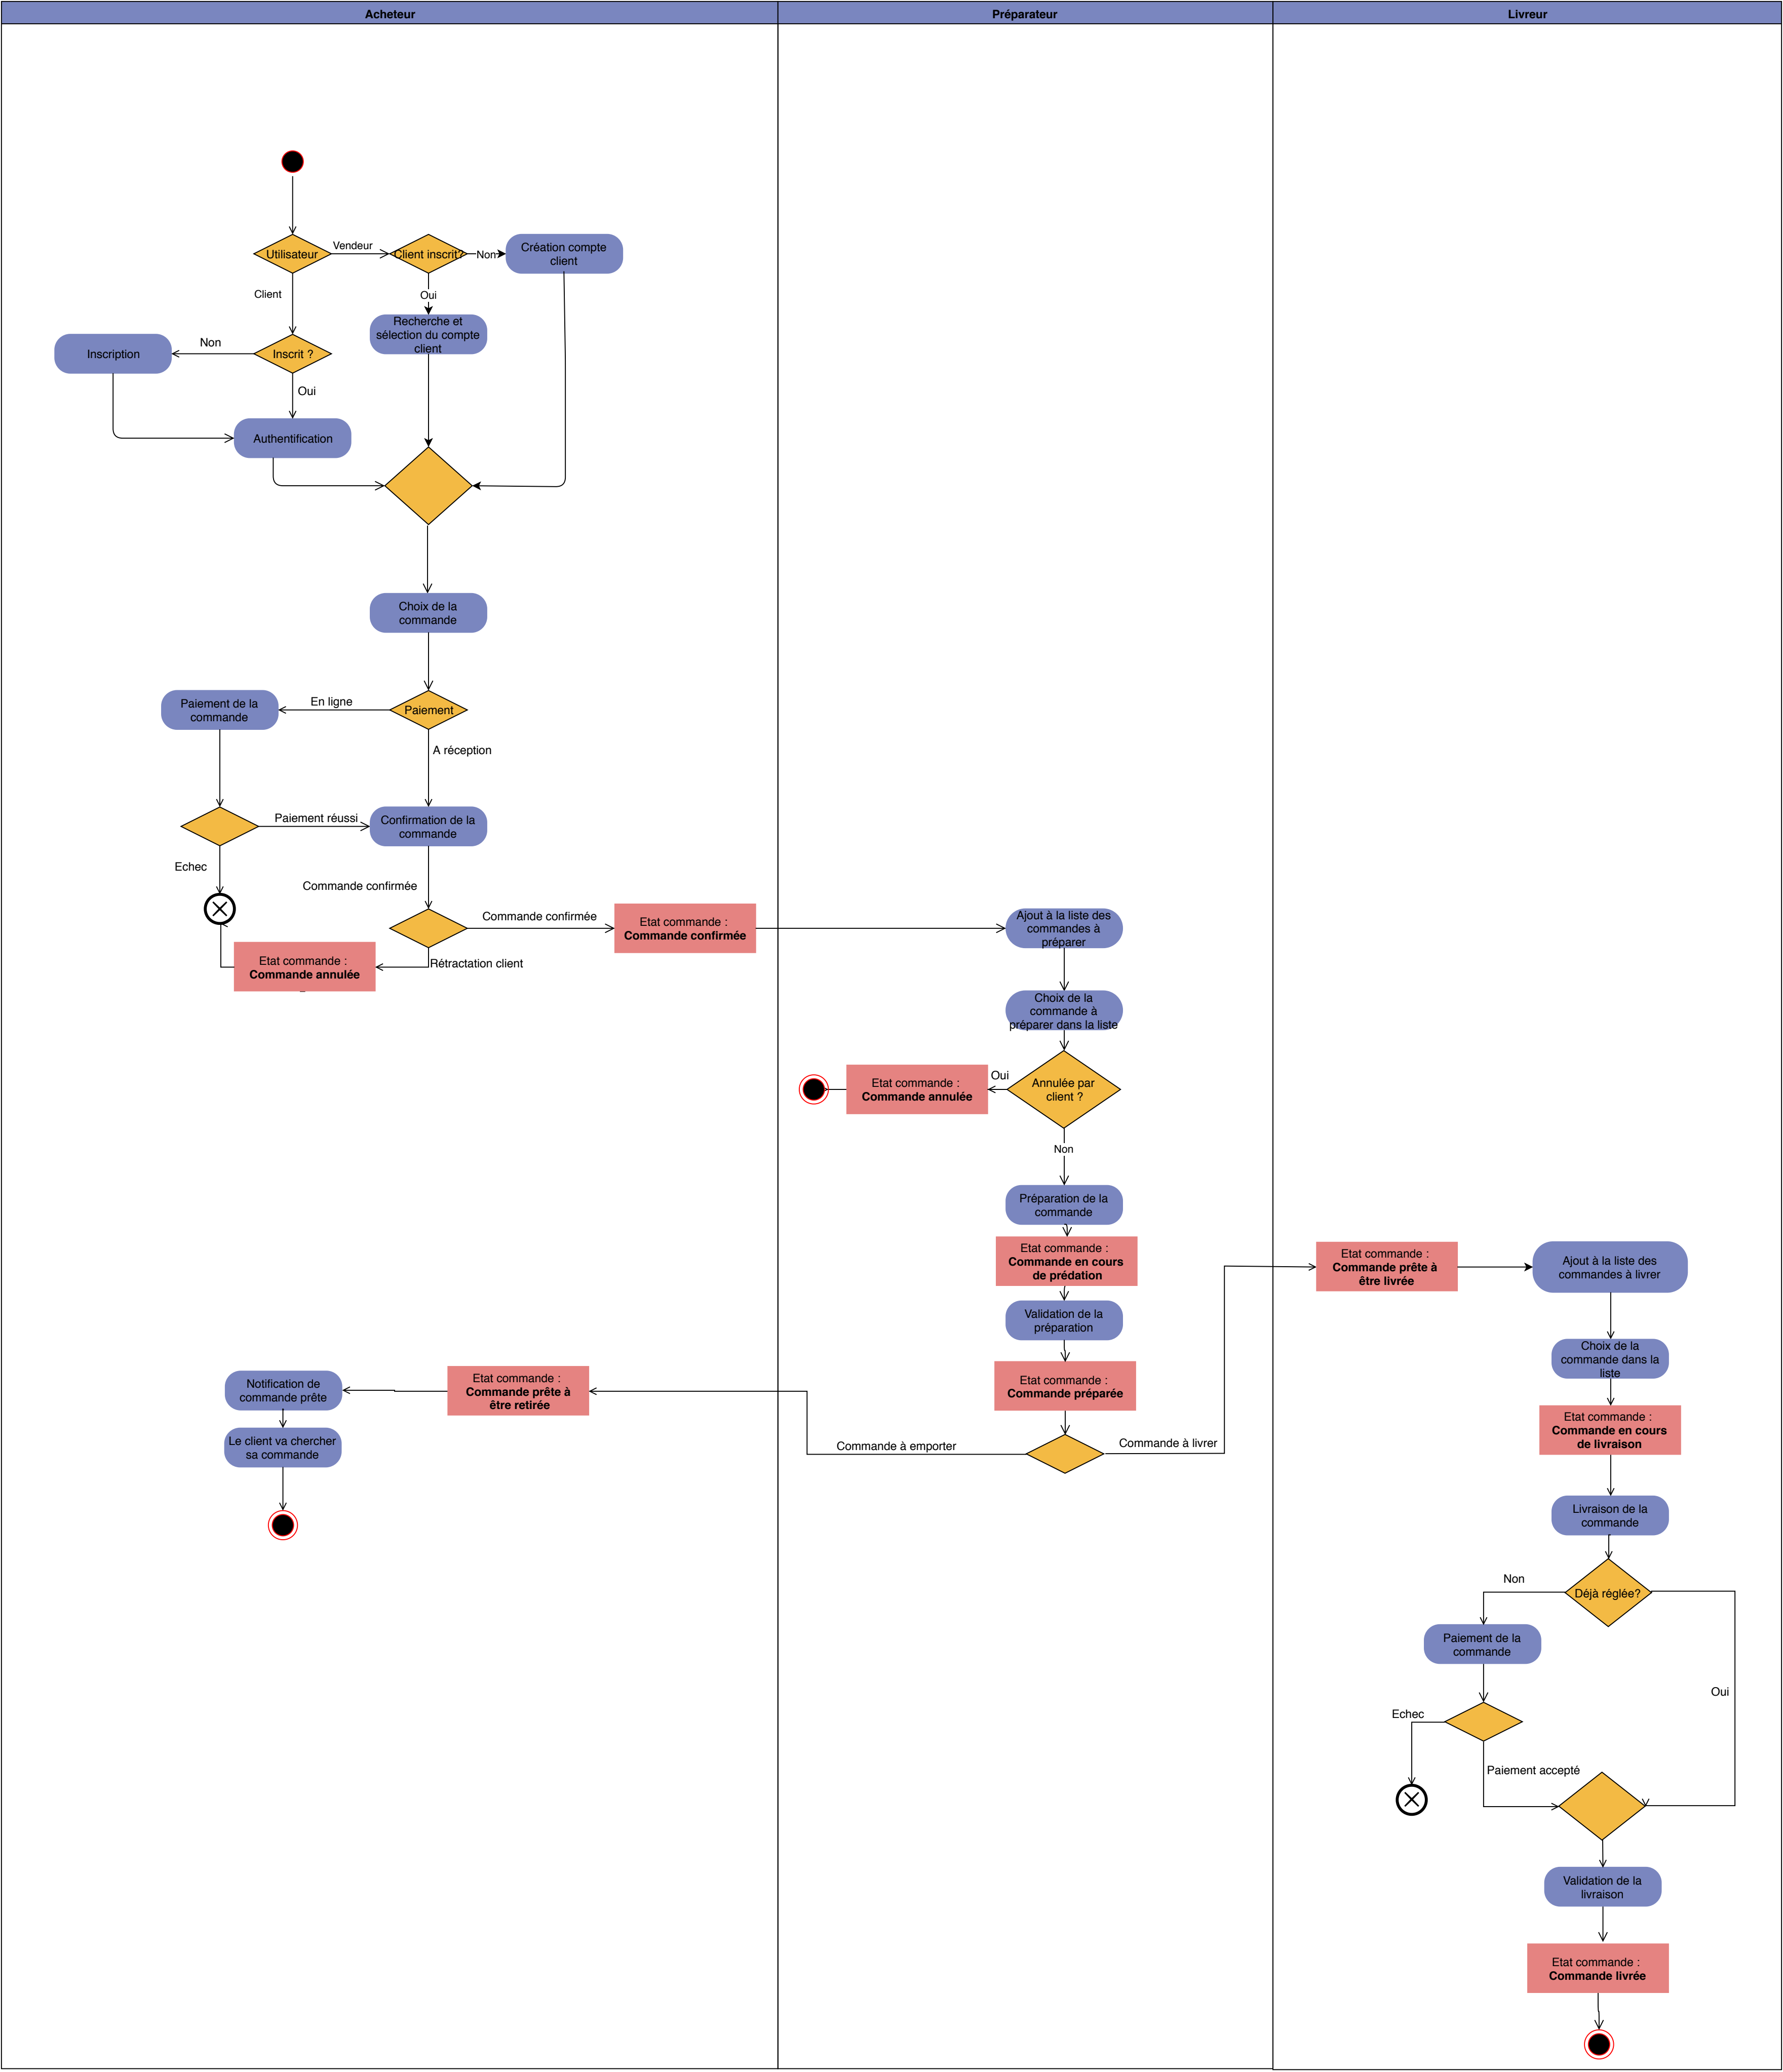 Acheteur
Préparateur
Livreur
Utilisateur
Vendeur
Client inscrit?
Non
Création compte
client
Client
Oui
Recherche et
sélection du compte
client
Inscription
Non
Inscrit ?
Oui
Authentification
Choix de la
commande
Paiement de la
commande
En ligne
Paiement
A réception
Paiement réussi
Confirmation de la
commande
Echec
Commande confirmée
Commande confirmée
Etat commande :
Commande confirmée
Etat commande :
Commande annulée
Rétractation client
Ajout à la liste des
commandes à
préparer
Choix de la
commande à
préparer dans la liste
Etat commande :
Commande annulée
Oui
Annulée par
client ?
Non
Préparation de la
commande
Etat commande :
Commande en cours
de prédation
Validation de la
préparation
Etat commande :
Commande préparée
Commande à emporter
Commande à livrer
Etat commande :
Commande prête à
être retirée
Notification de
commande prête
Le client va chercher
sa commande
Etat commande :
Commande prête à
être livrée
Ajout à la liste des
commandes à livrer
Choix de la
commande dans la
liste
Etat commande :
Commande en cours
de livraison
Livraison de la
commande
Non
Déjà réglée?
Paiement de la
commande
Oui
Echec
Paiement accepté
Validation de la
livraison
Etat commande :
Commande livrée